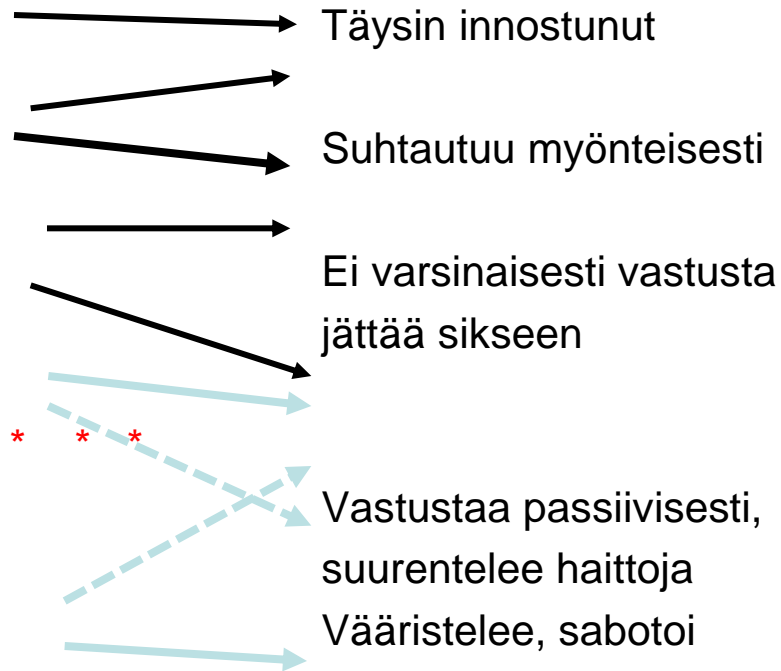 Täysin innostunut
Suhtautuu myönteisesti
Ei varsinaisesti vastusta
jättää sikseen
* * *
Vastustaa passiivisesti,
suurentelee haittoja
Vääristelee, sabotoi